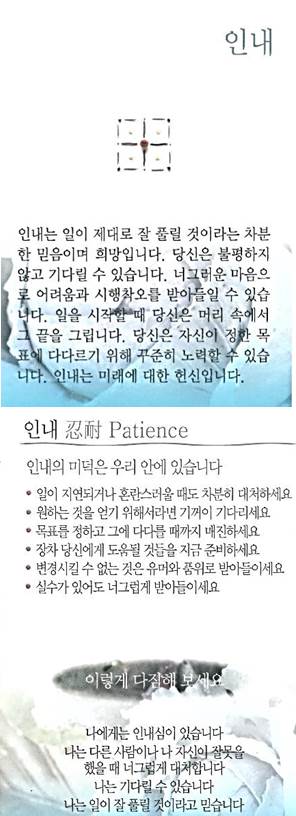 인내
인내는 일이 제대로 잘 풀릴 것이라는 차분
한 믿음이며 희망입니다. 당신은 불평하지
않고 기다릴 수 있습니다. 너그러운 마음으
로 어려움과 시행착오를 받아들일 수 있습
니다. 일을 시작할 때 당신은 머리 속에서
그 끝을 그립니다. 당신은 자신이 정한 목
표에 다다르기 위해 꾸준히 노력할 수 있습
니다. 인내는 미래에 대한 헌신입니다.
인내 忍耐 Patience
인내의 미덕은 우리 안에 있습니다
• 일이 지연되거나 혼란스러울 때도 차분히 대처하세요
• 원하는 것을 얻기 위해서라면 기꺼이 기다리세요
• 목표를 정하고 그에 다다를 때까지 매진하세요
• 장차 당신에게 도움될 것들을 지금 준비하세요
• 변경시킬 수 없는 것은 유머와 품위로 받아들이세요
• 실수가 있어도 너그럽게 받아들이세요
이렇게 다짐해 보세요
나에게는 인내심이 있습니다
나는 다른 사람이나 나 자신이 잘못을
했을 때 너그럽게 대처합니다
나는 기다릴 수 있습니다
나는 일이 잘 풀릴 것이라고 믿습니다